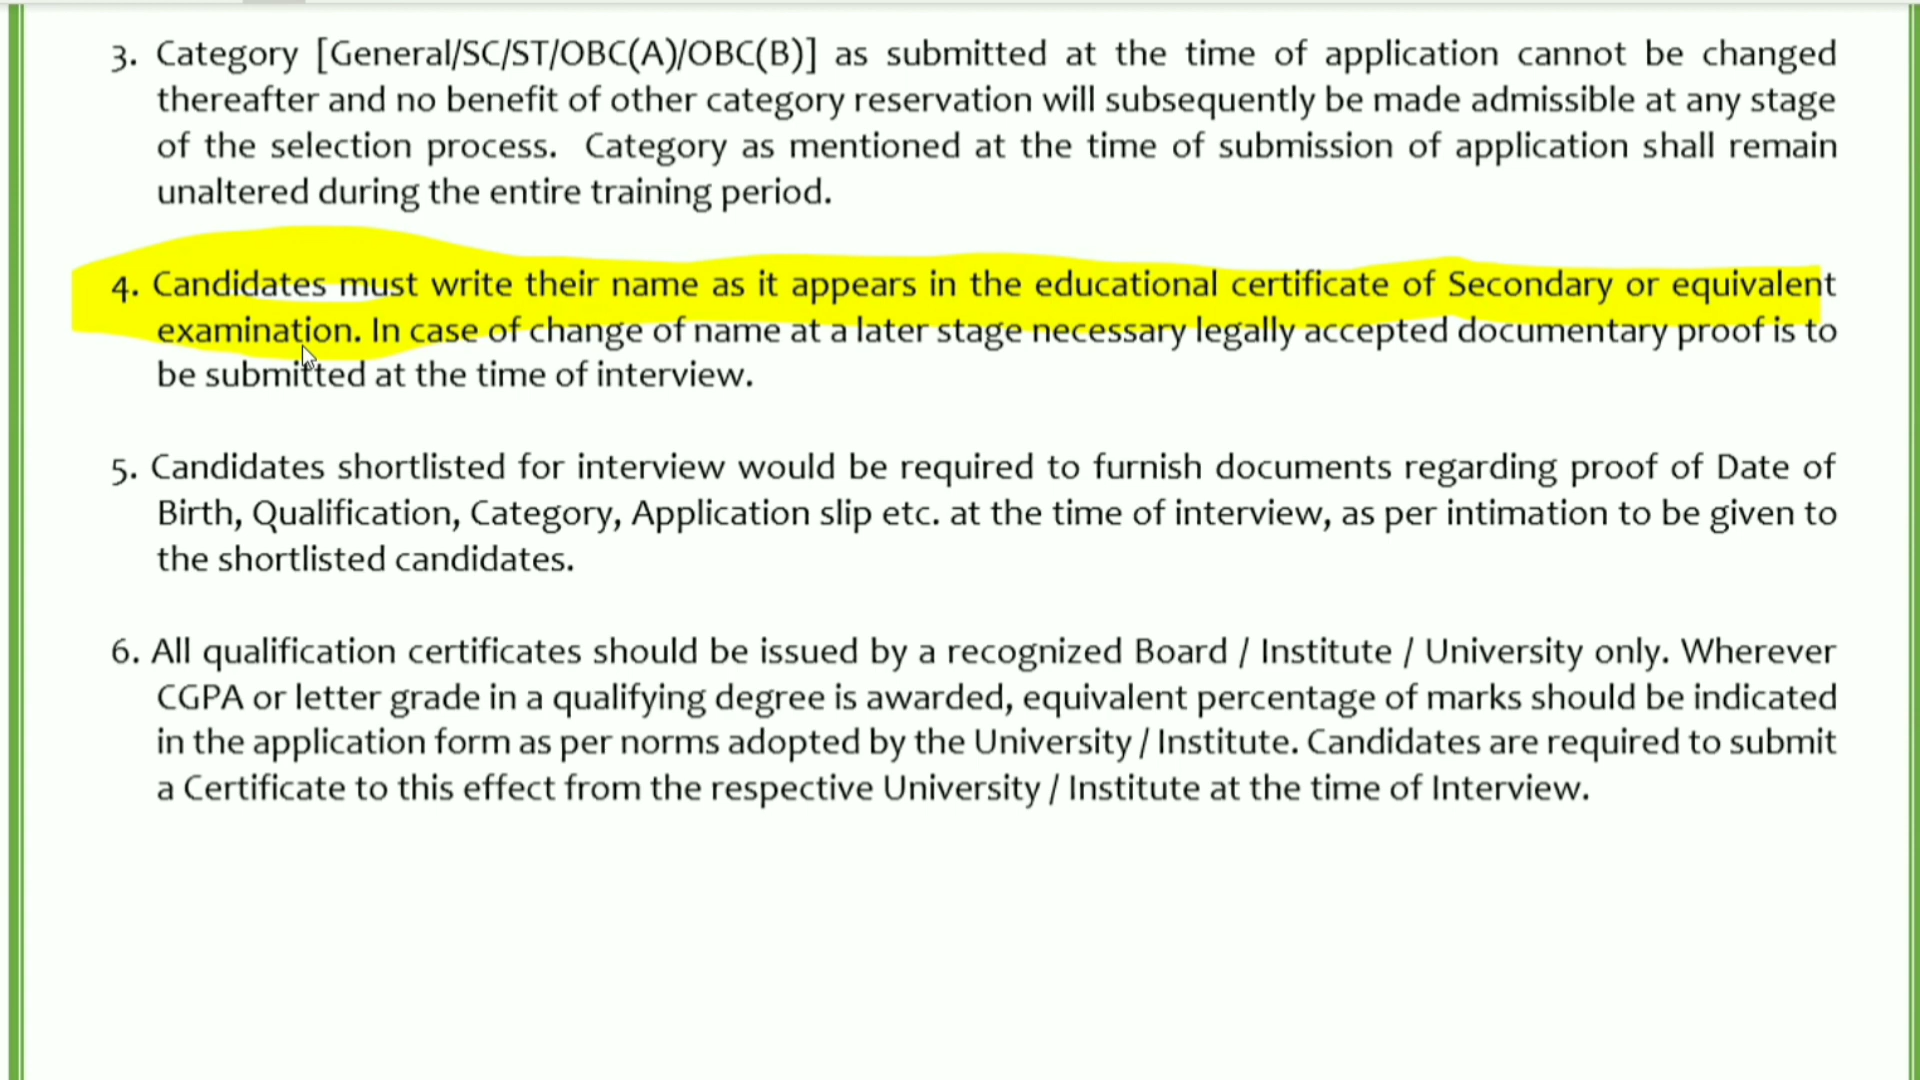 3. Category [General/SC/ST/OBC(A)/OBC(B)] as submitted at the time of application cannot be changed
thereafter and no benefit of other category reservation will subsequently be made admissible at any stage
of the selection process. Category as mentioned at the time of submission of application shall remain
unaltered during the entire training period.
4. Candidates must write their name as it appears in the educational certificate of Secondary or equivalent
examination. In case of change of name at a later stage necessary legally accepted documentary proof is to
be submitted at the time of interview.
5. Candidates shortlisted for interview would be required to furnish documents regarding proof of Date of
Birth, Qualification, Category, Application slip etc. at the time of interview, as per intimation to be given to
the shortlisted candidates.
6. All qualification certificates should be issued by a recognized Board / Institute / University only. Wherever
CGPA or letter grade in a qualifying degree is awarded, equivalent percentage of marks should be indicated
in the application form as per norms adopted by the University / Institute. Candidates are required to submit
a Certificate to this effect from the respective University / Institute at the time of Interview.